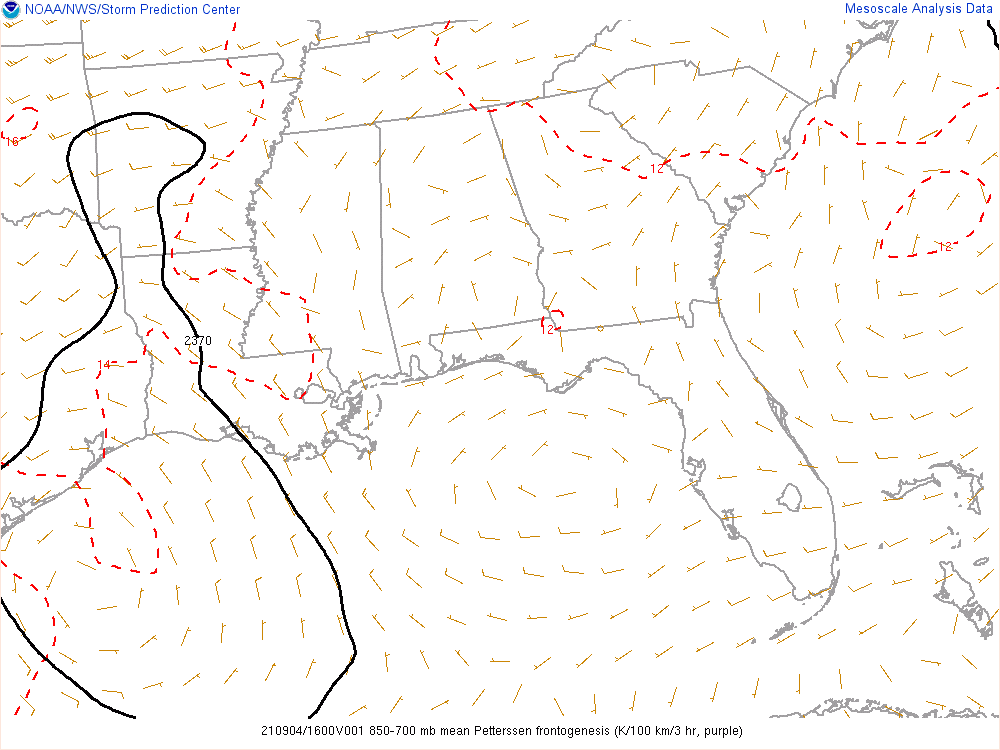 NOAA/NWS/Storm Prediction Center
Mesoscale Analysis Data
16
12
12
12
2370
14
210904/1600V001 850-700 mb mean Petterssen frontogenesis (K/100 km/3 hr, purple)